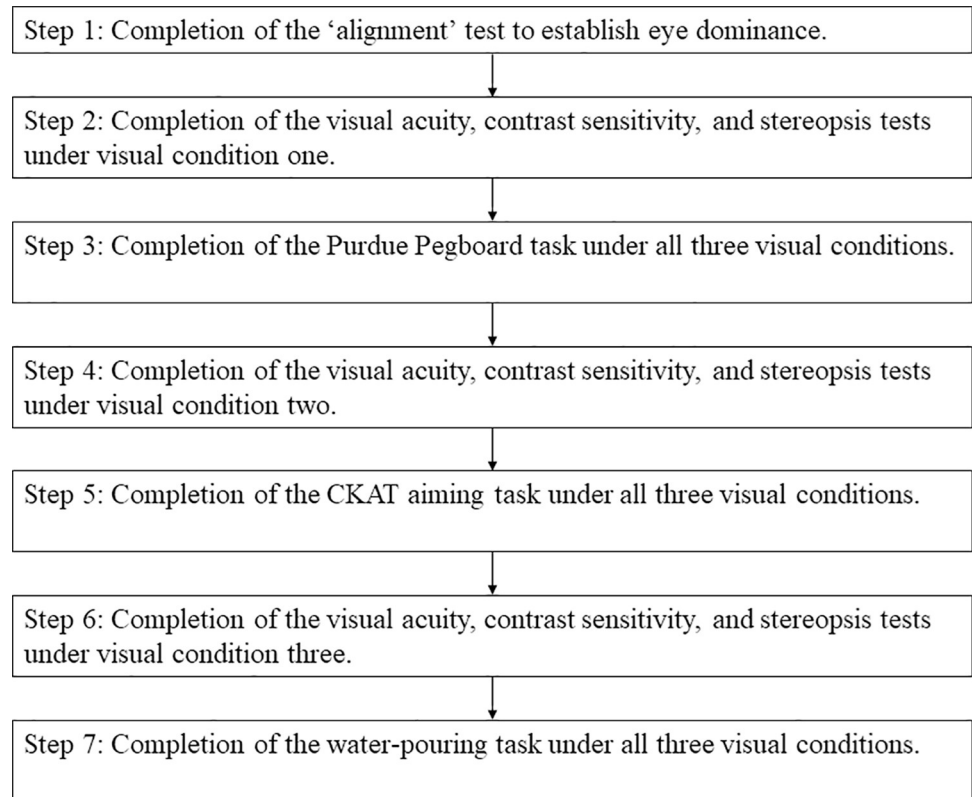 Step 1: Completion of the ‘alignment’ test to establish eye dominance.
Step 2: Completion of the visual acuity, contrast sensitivity, and stereopsis tests
under visual condition one.
Step 3: Completion of the Purdue Pegboard task under all three visual conditions.
Step 4: Completion of the visual acuity, contrast sensitivity, and stereopsis tests
under visual condition two.
Step 5: Completion of the CKAT aiming task under all three visual conditions.
Step 6: Completion of the visual acuity, contrast sensitivity, and stereopsis tests
under visual condition three.
Step 7: Completion of the water-pouring task under all three visual conditions.